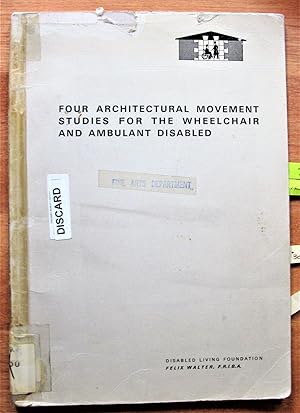 FOUR ARCHITECTURAL MOVEMENT
STUDIES FOR THE WHEELCHAIR
AND AMBULANT DISABLED
FINE ARTS DEPARTMENT,
DISCARD
DISABLED LIVING FOUNDATION
FELIX WALTER, F.R.I.B.A.